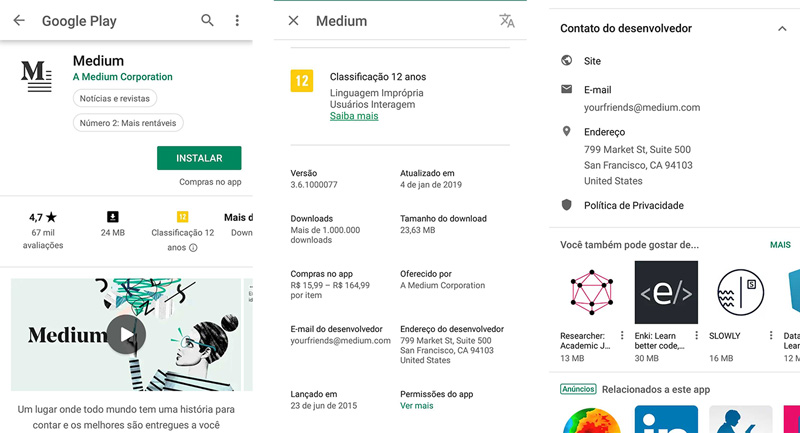 Google Play
M
Medium
A Medium Corporation
Notícias e revistas
Número 2: Mais rentáveis
INSTALAR
Compras no app
4,7
67 mil
avaliações
24 MB
12
Classificação 12
anos
Mais d
Down
Medium
Um lugar onde todo mundo tem uma história para
contar e os melhores são entregues a você
Medium
12
Classificação 12 anos
Linguagem Imprópria
Usuários Interagem
Saiba mais
Versão
3.6.1000077
Atualizado em
4 de jan de 2019
Downloads
Mais de 1.000.000
downloads
Tamanho do download
23,63 MB
Compras no app
R$ 15,99 – R$ 164,99
por item
Oferecido por
A Medium Corporation
E-mail do desenvolvedor
yourfriends@medium.com
Endereço do desenvolvedor
799 Market St, Suite 500
San Francisco, CA 94103
United States
Lançado em
23 de jun de 2015
Permissões do app
Ver mais
Contato do desenvolvedor
Site
E-mail
yourfriends@medium.com
Endereço
799 Market St, Suite 500
San Francisco, CA 94103
United States
Política de Privacidade
Você também pode gostar de...
MAIS
<e/>
S
Researcher:
Academic J...
13 MB
Enki: Learn
better code,...
30 MB
SLOWLY
16 MB
Data
Lear
12 M
Anúncios
Relacionados a este app
in